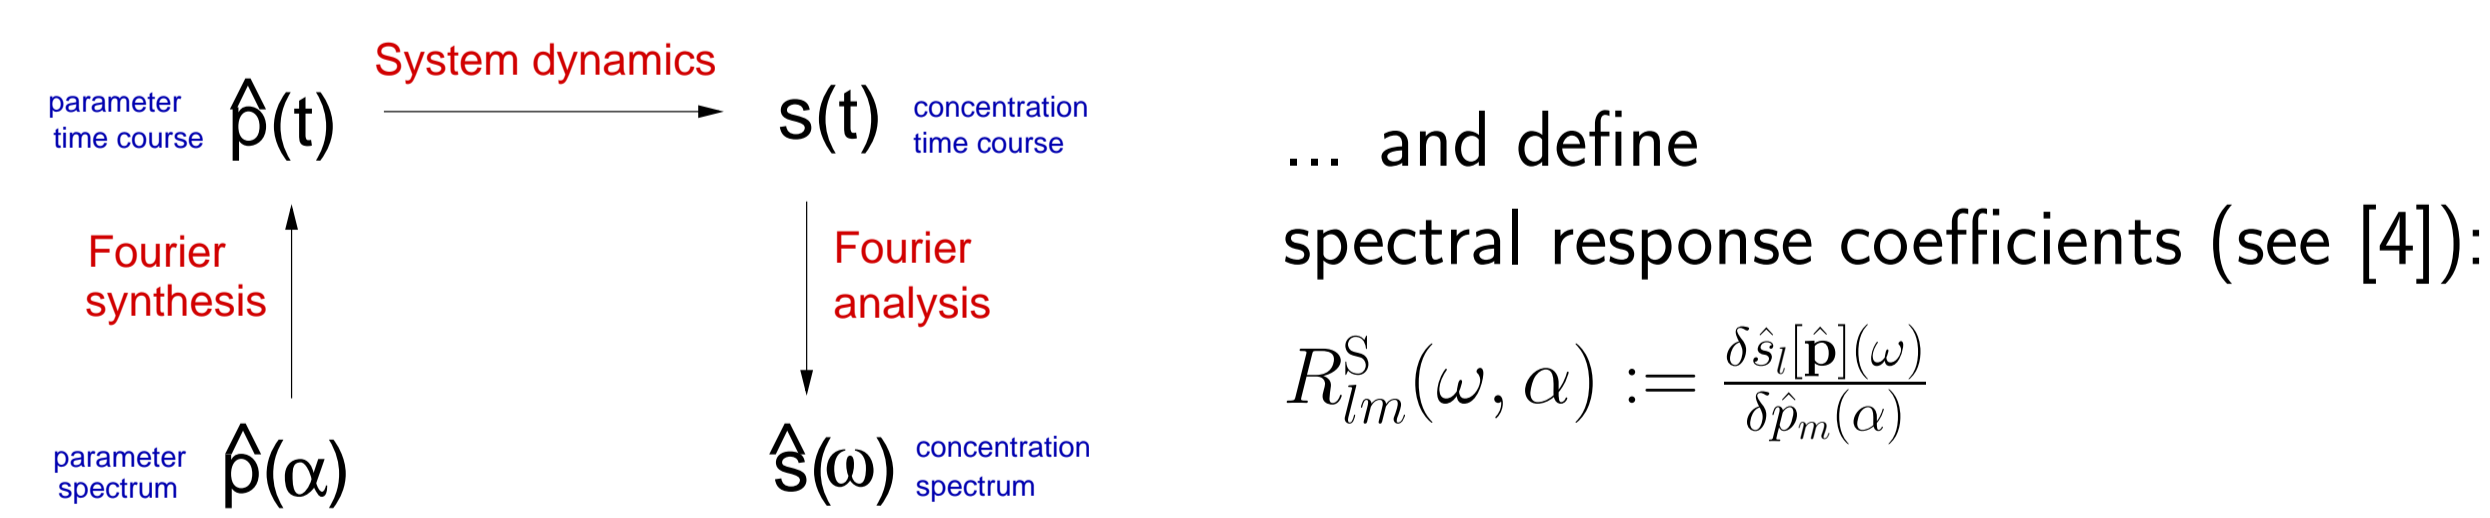 System dynamics
parameter
time course
p̂(t)
s(t)
concentration
time course
Fourier
synthesis
Fourier
analysis
parameter
spectrum
p̂(α)
ŝ(ω)
concentration
spectrum
... and define
spectral response coefficients (see [4]):
R^S_{lm}(ω, α) := δŝ_l[p̂](ω) / δp̂_m(α)